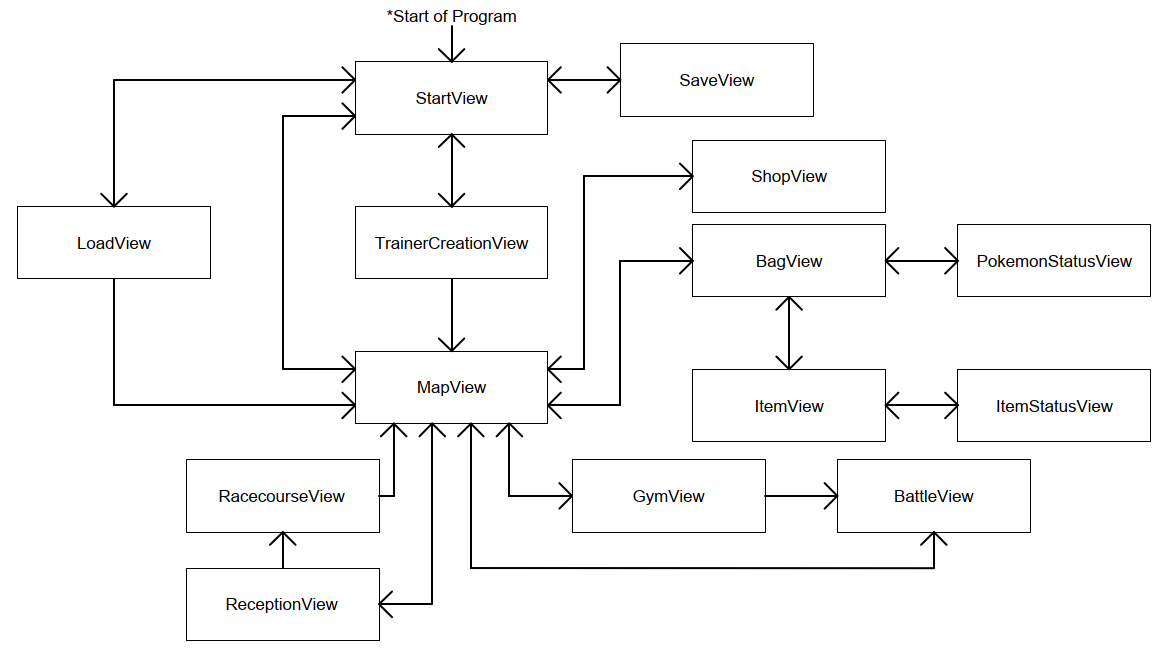 *Start of Program
StartView
SaveView
ShopView
LoadView
TrainerCreationView
BagView
PokemonStatusView
MapView
ItemView
ItemStatusView
RacecourseView
GymView
BattleView
ReceptionView